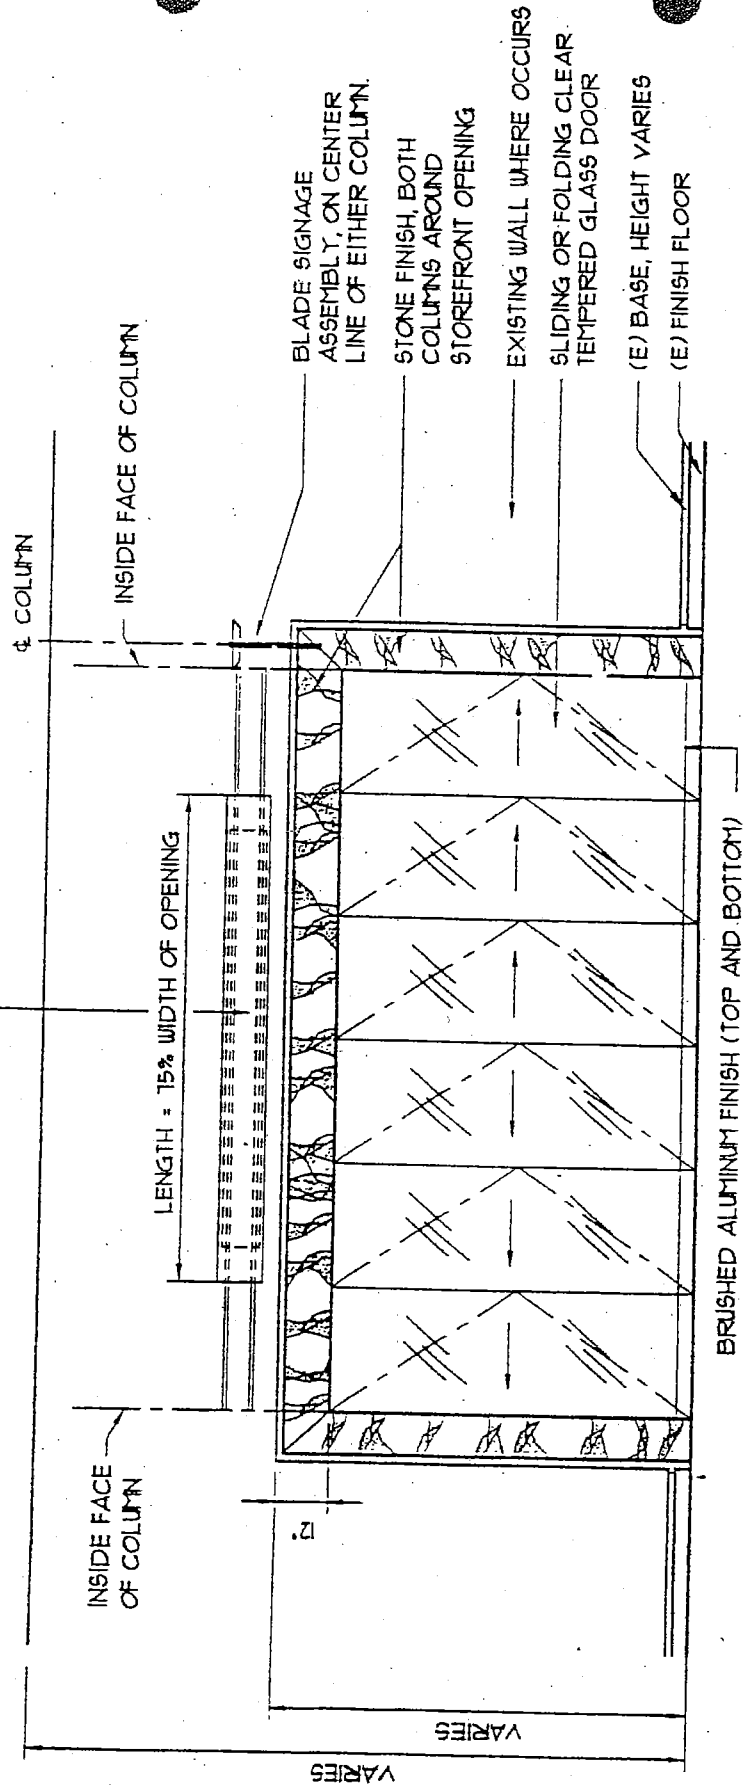 ℄ COLUMN
INSIDE FACE OF COLUMN
LENGTH = 75% WIDTH OF OPENING
INSIDE FACE
OF COLUMN
12"
VARIES
VARIES
BLADE SIGNAGE
ASSEMBLY, ON CENTER
LINE OF EITHER COLUMN.
STONE FINISH, BOTH
COLUMNS AROUND
STOREFRONT OPENING
EXISTING WALL WHERE OCCURS
SLIDING OR FOLDING CLEAR
TEMPERED GLASS DOOR
(E) BASE, HEIGHT VARIES
(E) FINISH FLOOR
BRUSHED ALUMINUM FINISH (TOP AND BOTTOM)